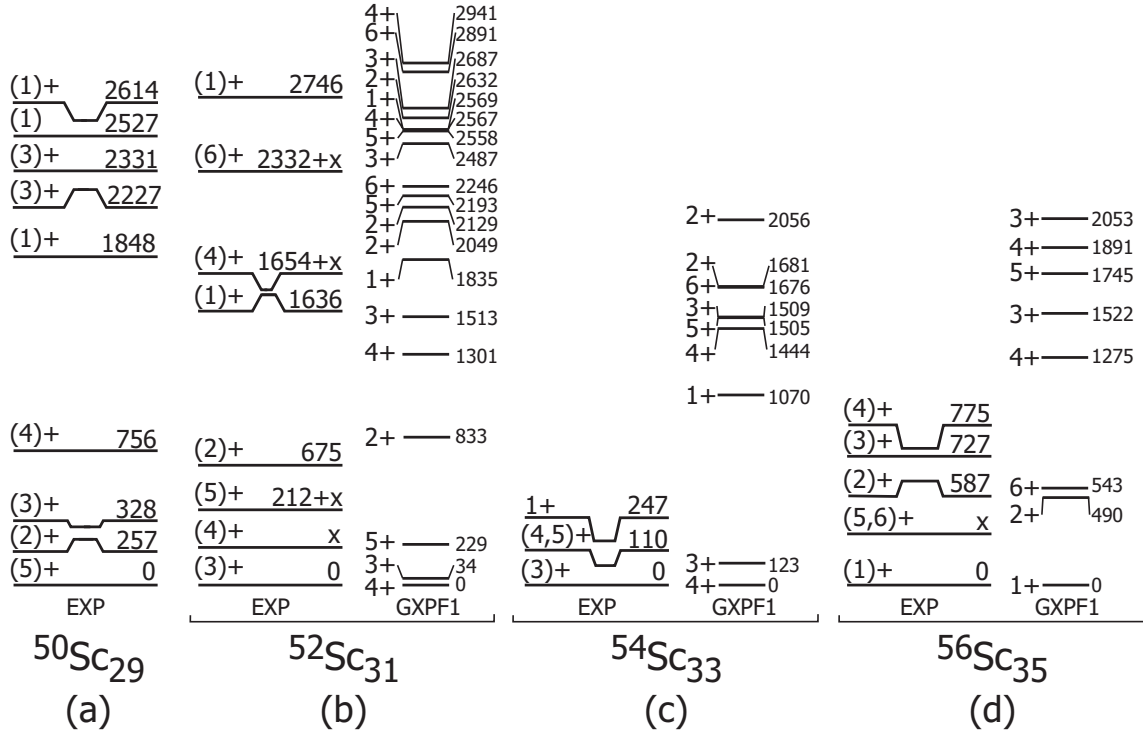 (1)+ 2614
(1) 2527
(3)+ 2331
(3)+ 2227
(1)+ 1848
(4)+ 756
(3)+ 328
(2)+ 257
(5)+ 0
EXP
50Sc29
(a)
(1)+ 2746
(6)+ 2332+x
(4)+ 1654+x
(1)+ 1636
(2)+ 675
(5)+ 212+x
(4)+ x
(3)+ 0
EXP
4+ 2941
6+ 2891
3+ 2687
2+ 2632
1+ 2569
4+ 2567
5+ 2558
3+ 2487
6+ 2246
5+ 2193
2+ 2129
2+ 2049
1+ 1835
3+ 1513
4+ 1301
2+ 833
5+ 229
3+ 34
4+ 0
GXPF1
52Sc31
(b)
1+ 247
(4,5)+ 110
(3)+ 0
EXP
2+ 2056
2+ 1681
6+ 1676
3+ 1509
5+ 1505
4+ 1444
1+ 1070
3+ 123
4+ 0
GXPF1
54Sc33
(c)
(4)+ 775
(3)+ 727
(2)+ 587
(5,6)+ x
(1)+ 0
EXP
3+ 2053
4+ 1891
5+ 1745
3+ 1522
4+ 1275
6+ 543
2+ 490
1+ 0
GXPF1
56Sc35
(d)